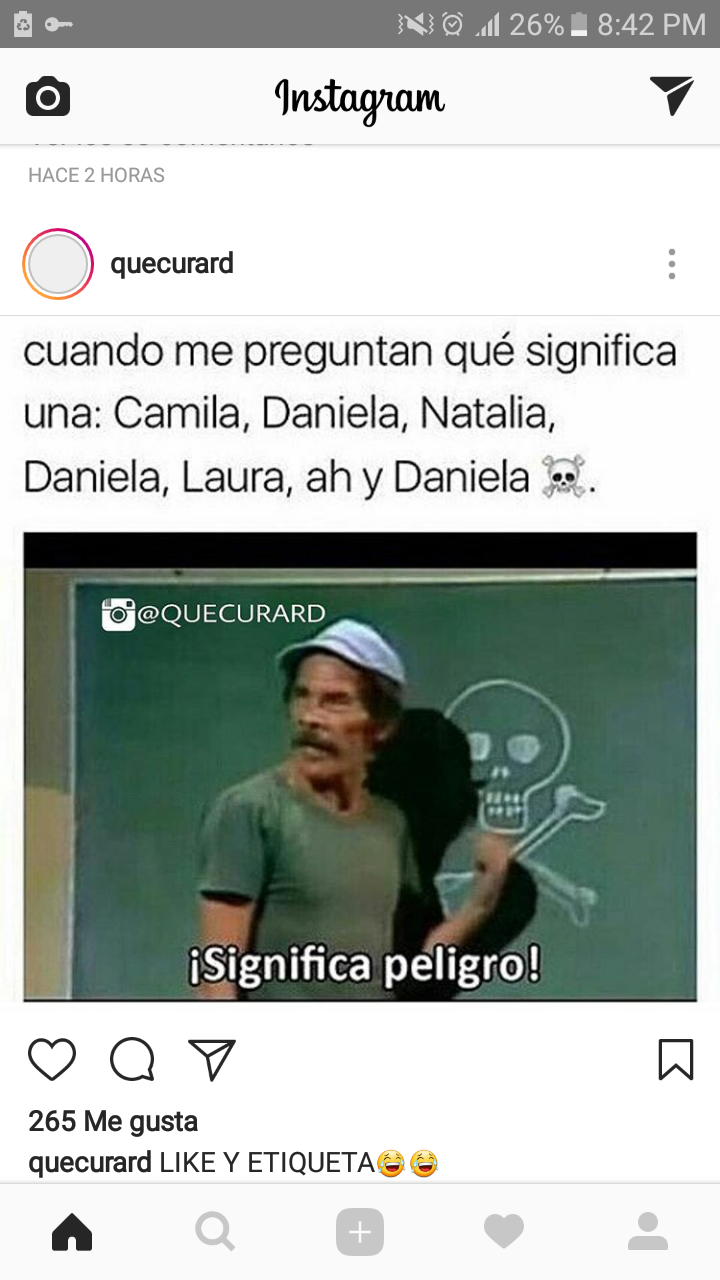 26% 8:42 PM
Instagram
HACE 2 HORAS
quecurard
cuando me preguntan qué significa
una: Camila, Daniela, Natalia,
Daniela, Laura, ah y Daniela ☠️.
@QUECURARD
¡Significa peligro!
265 Me gusta
quecurard LIKE Y ETIQUETA😂😂